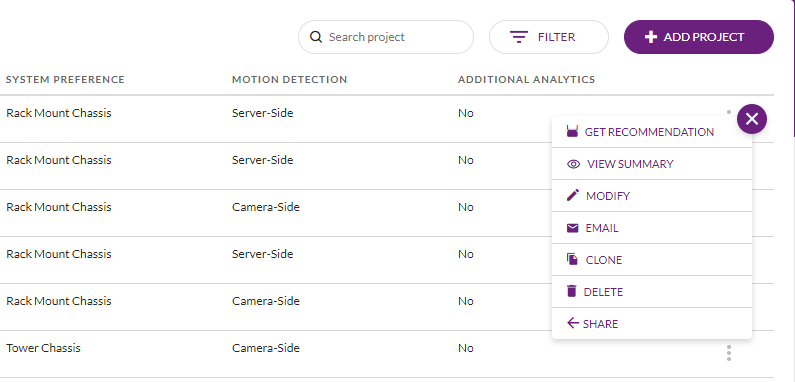 Search project
FILTER
ADD PROJECT
SYSTEM PREFERENCE MOTION DETECTION ADDITIONAL ANALYTICS
Rack Mount Chassis Server-Side No
Rack Mount Chassis Server-Side No
Rack Mount Chassis Camera-Side No
Rack Mount Chassis Server-Side No
Rack Mount Chassis Camera-Side No
Tower Chassis Camera-Side No
GET RECOMMENDATION
VIEW SUMMARY
MODIFY
EMAIL
CLONE
DELETE
SHARE